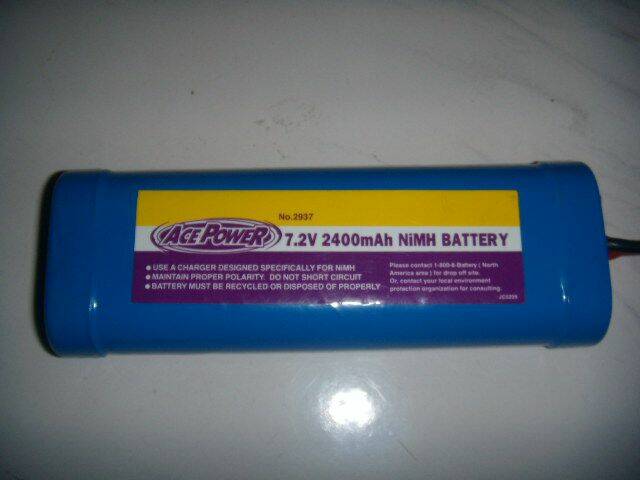 No.2937
ACE POWER 7.2V 2400mAh NiMH BATTERY
● USE A CHARGER DESIGNED SPECIFICALLY FOR NiMH
● MAINTAIN PROPER POLARITY. DO NOT SHORT CIRCUIT
● BATTERY MUST BE RECYCLED OR DISPOSED OF PROPERLY
Please contact 1-800-8-Battery ( North
America area ) for drop off site.
Or, contact your local environment
protection organization for consulting.